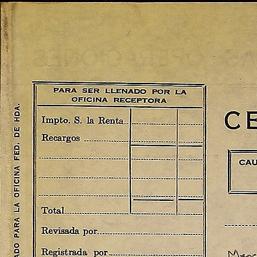 PARA SER LLENADO POR LA
OFICINA RECEPTORA
Impto. S. la Renta
Recargos
Total
Revisada por
Registrada por
CE
CAU
ADO PARA LA OFICINA FED. DE HDA.